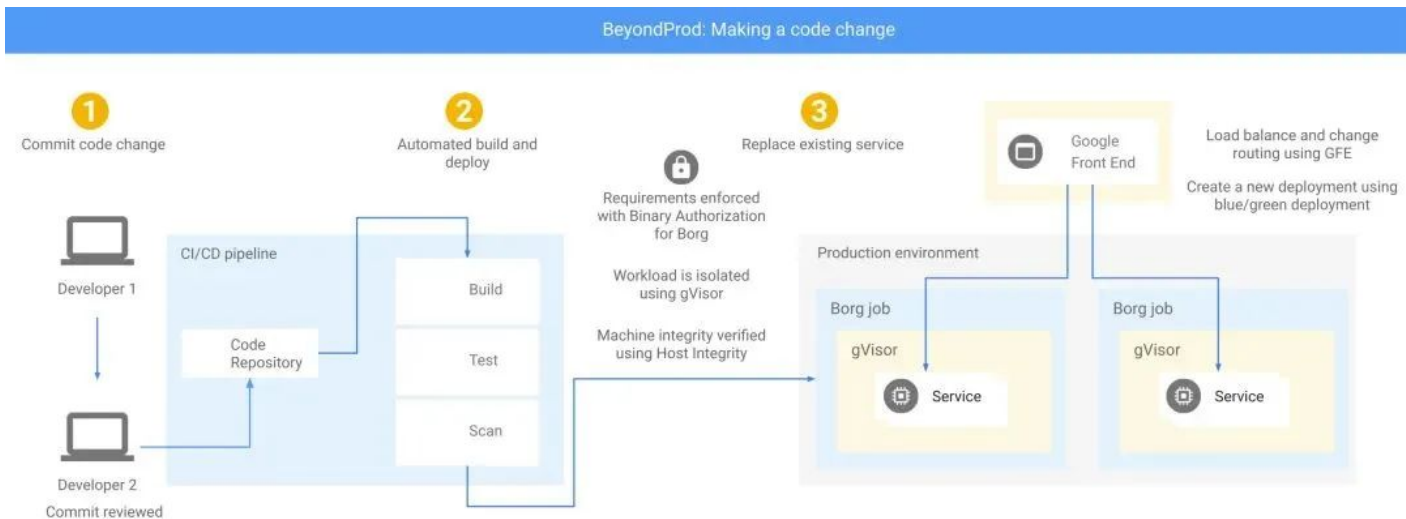 BeyondProd: Making a code change
1
Commit code change
Developer 1
Developer 2
Commit reviewed
2
Automated build and
deploy
CI/CD pipeline
Code
Repository
Build
Test
Scan
Requirements enforced
with Binary Authorization
for Borg
Workload is isolated
using gVisor
Machine integrity verified
using Host Integrity
3
Replace existing service
Google
Front End
Load balance and change
routing using GFE
Create a new deployment using
blue/green deployment
Production environment
Borg job
gVisor
Service
Borg job
gVisor
Service